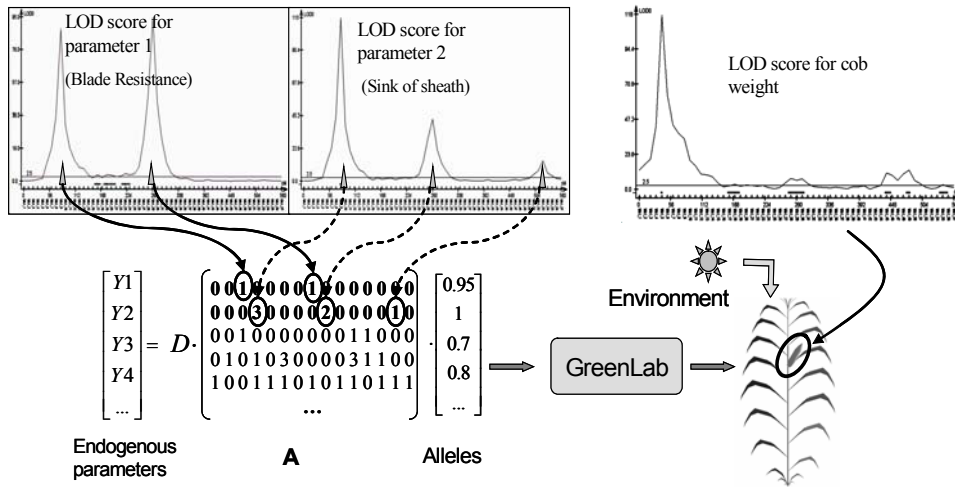 LOD score for
parameter 1
(Blade Resistance)
LOD score for
parameter 2
(Sink of sheath)
LOD score for cob
weight
Y1
Y2
Y3
Y4
...
= D·
0 0 1 0 0 0 0 1 0 0 0 0 0 0 0
0 0 0 3 0 0 0 0 2 0 0 0 0 1 0
0 0 1 0 0 0 0 0 0 0 1 1 0 0 0
0 1 0 1 0 3 0 0 0 0 3 1 1 0 0
1 0 0 1 1 1 0 1 0 1 1 0 1 1 1
...
·
0.95
1
0.7
0.8
...
Endogenous
parameters
A
Alleles
GreenLab
Environment